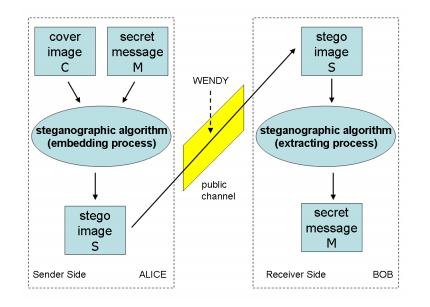 cover
image
C
secret
message
M
steganographic algorithm
(embedding process)
stego
image
S
Sender Side
ALICE
WENDY
public
channel
stego
image
S
steganographic algorithm
(extracting process)
secret
message
M
Receiver Side
BOB